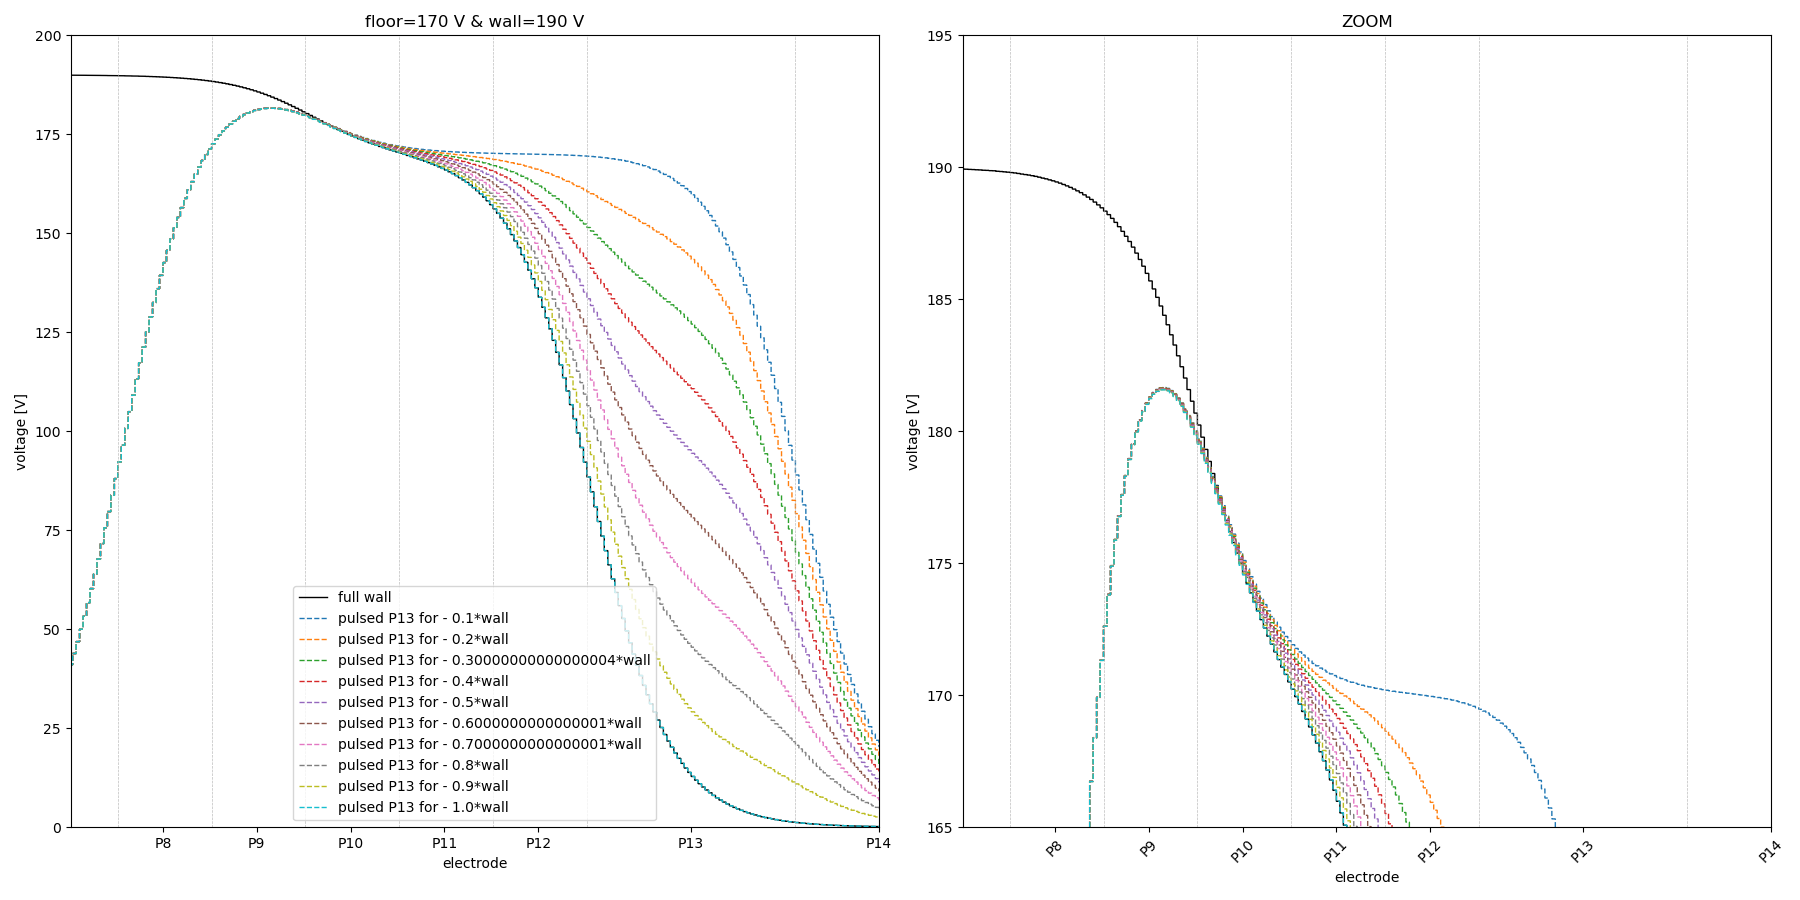 floor=170 V & wall=190 V
200
175
150
125
100
75
50
25
0
voltage [V]
full wall
pulsed P13 for - 0.1*wall
pulsed P13 for - 0.2*wall
pulsed P13 for - 0.30000000000000004*wall
pulsed P13 for - 0.4*wall
pulsed P13 for - 0.5*wall
pulsed P13 for - 0.6000000000000001*wall
pulsed P13 for - 0.7000000000000001*wall
pulsed P13 for - 0.8*wall
pulsed P13 for - 0.9*wall
pulsed P13 for - 1.0*wall
P8 P9 P10 P11 P12 P13 P14
electrode
ZOOM
195
190
185
180
175
170
165
voltage [V]
P8 P9 P10 P11 P12 P13 P14
electrode